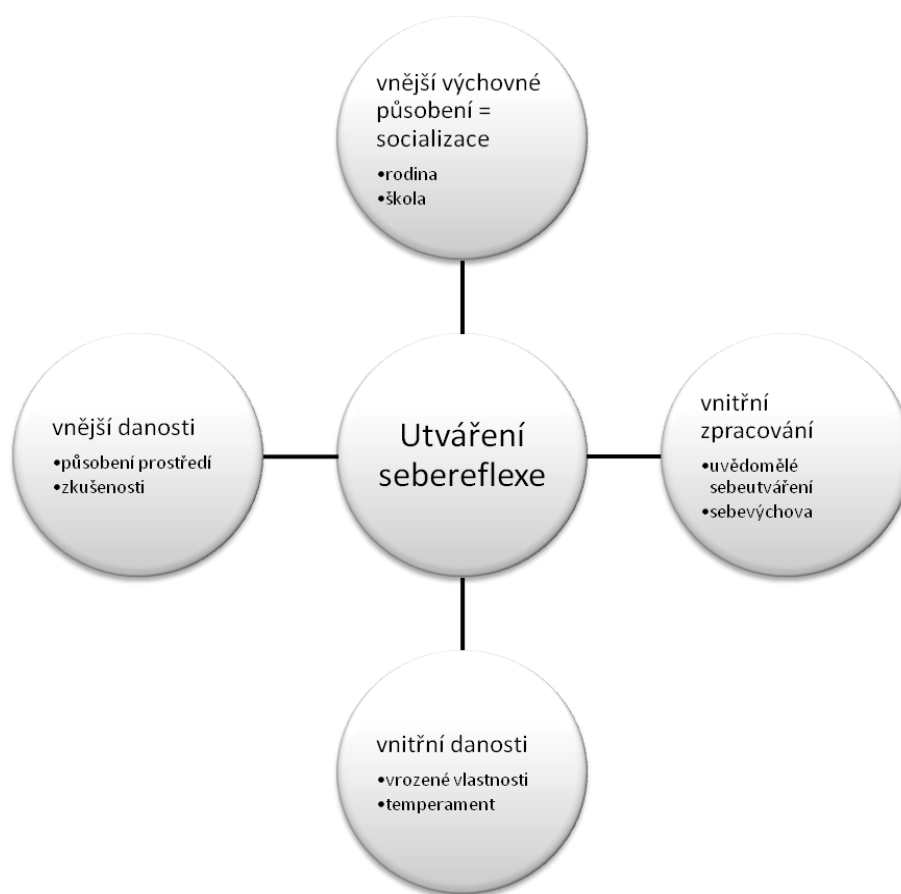 vnější výchovné
působení =
socializace
•rodina
•škola
vnější danosti
•působení prostředí
•zkušenosti
Utváření
sebereflexe
vnitřní
zpracování
•uvědomělé
sebeutváření
•sebevýchova
vnitřní danosti
•vrozené vlastnosti
•temperament